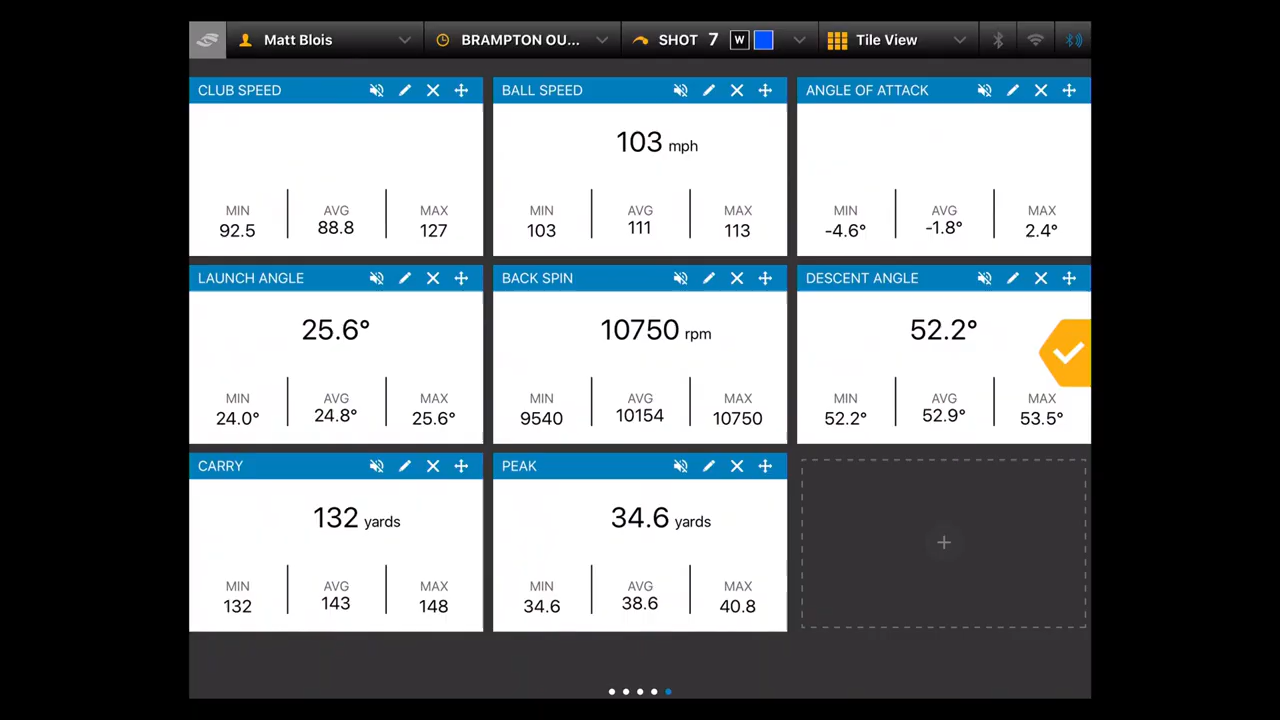 Matt Blois BRAMPTON OU... SHOT 7 W Tile View
CLUB SPEED
MIN AVG MAX
92.5 88.8 127
BALL SPEED
103 mph
MIN AVG MAX
103 111 113
ANGLE OF ATTACK
MIN AVG MAX
-4.6° -1.8° 2.4°
LAUNCH ANGLE
25.6°
MIN AVG MAX
24.0° 24.8° 25.6°
BACK SPIN
10750 rpm
MIN AVG MAX
9540 10154 10750
DESCENT ANGLE
52.2°
MIN AVG MAX
52.2° 52.9° 53.5°
CARRY
132 yards
MIN AVG MAX
132 143 148
PEAK
34.6 yards
MIN AVG MAX
34.6 38.6 40.8